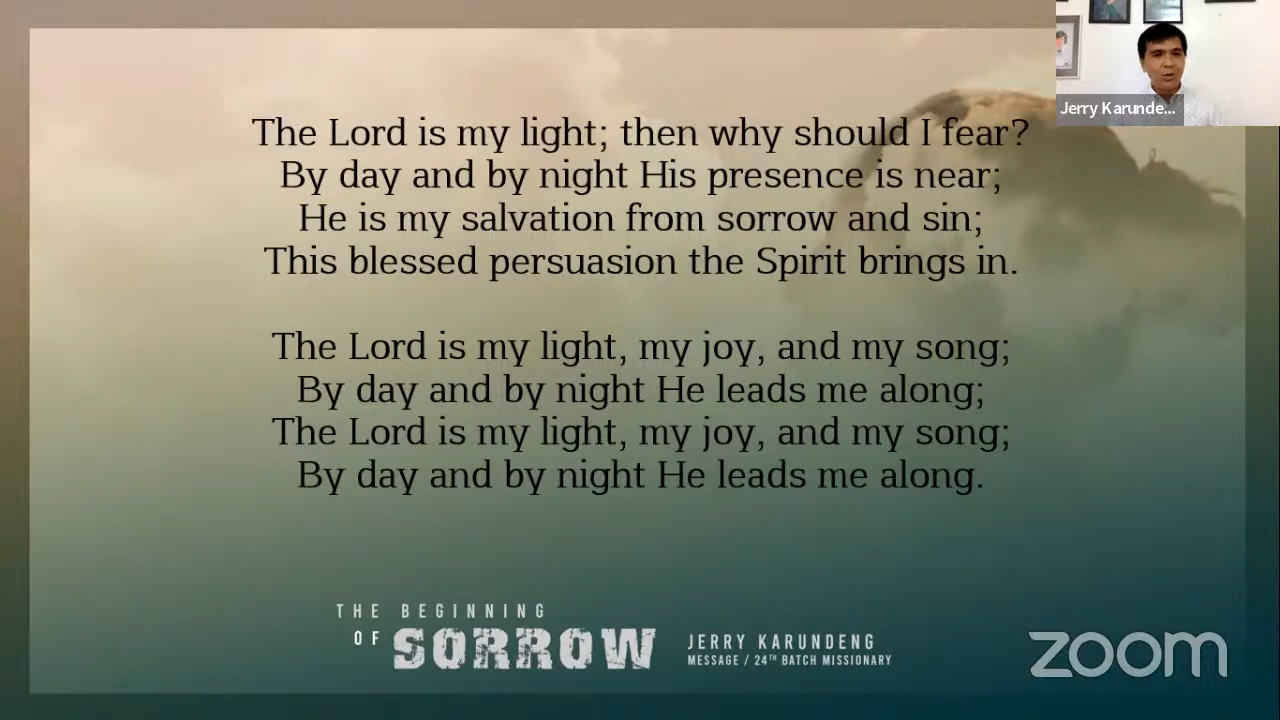 The Lord is my light; then why should I fear?
By day and by night His presence is near;
He is my salvation from sorrow and sin;
This blessed persuasion the Spirit brings in.
The Lord is my light, my joy, and my song;
By day and by night He leads me along;
The Lord is my light, my joy, and my song;
By day and by night He leads me along.
Jerry Karunde...
THE BEGINNING
OF SORROW
JERRY KARUNDENG
MESSAGE / 24TH BATCH MISSIONARY
zoom